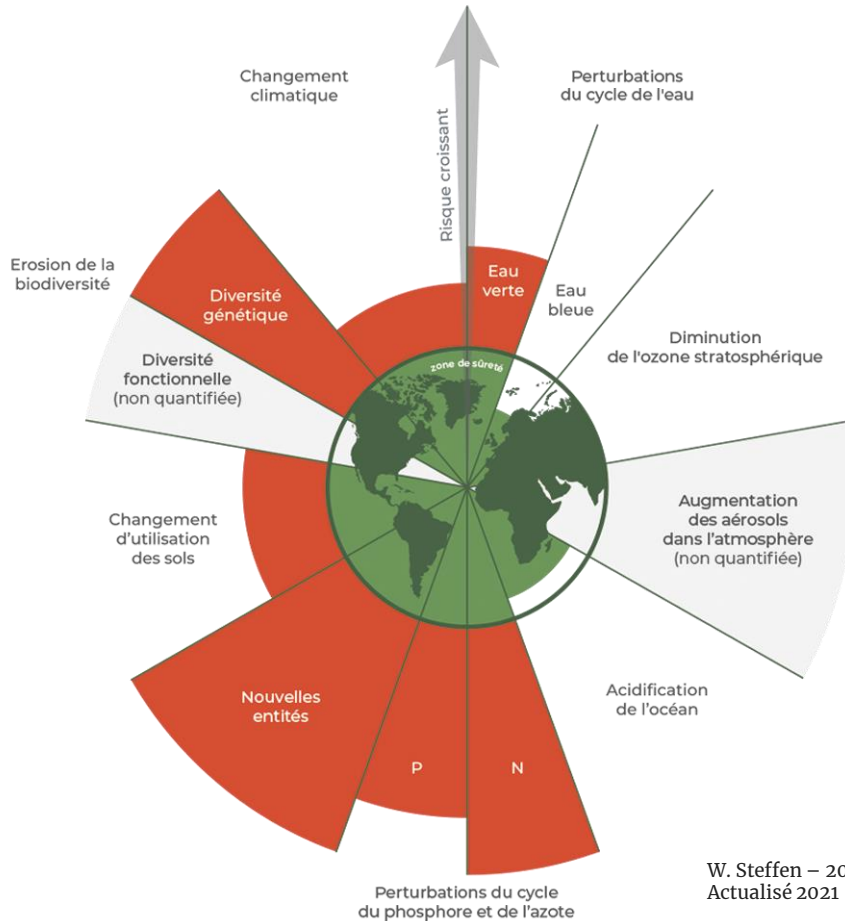 Changement
climatique
Risque croissant
Perturbations
du cycle de l'eau
Eau
verte
Eau
bleue
Erosion de la
biodiversité
Diversité
génétique
Diversité
fonctionnelle
(non quantifiée)
zone de sûreté
Diminution
de l'ozone stratosphérique
Changement
d'utilisation
des sols
Augmentation
des aérosols
dans l'atmosphère
(non quantifiée)
Nouvelles
entités
P
N
Acidification
de l'océan
Perturbations du cycle
du phosphore et de l'azote
W. Steffen – 20
Actualisé 2021